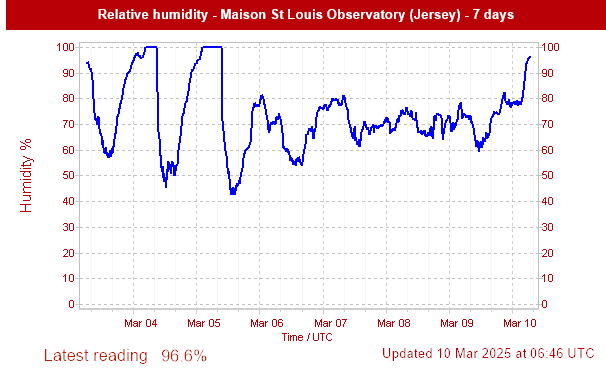 Relative humidity - Maison St Louis Observatory (Jersey) - 7 days
100 100
90 90
80 80
70 70
60 60
50 50
40 40
30 30
20 20
10 10
0 0
Humidity %
Mar 04 Mar 05 Mar 06 Mar 07 Mar 08 Mar 09 Mar 10
Time / UTC
Latest reading 96.6% Updated 10 Mar 2025 at 06:46 UTC